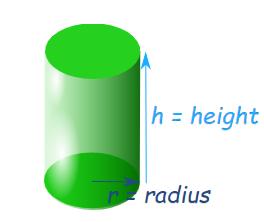 h = height
r = radius